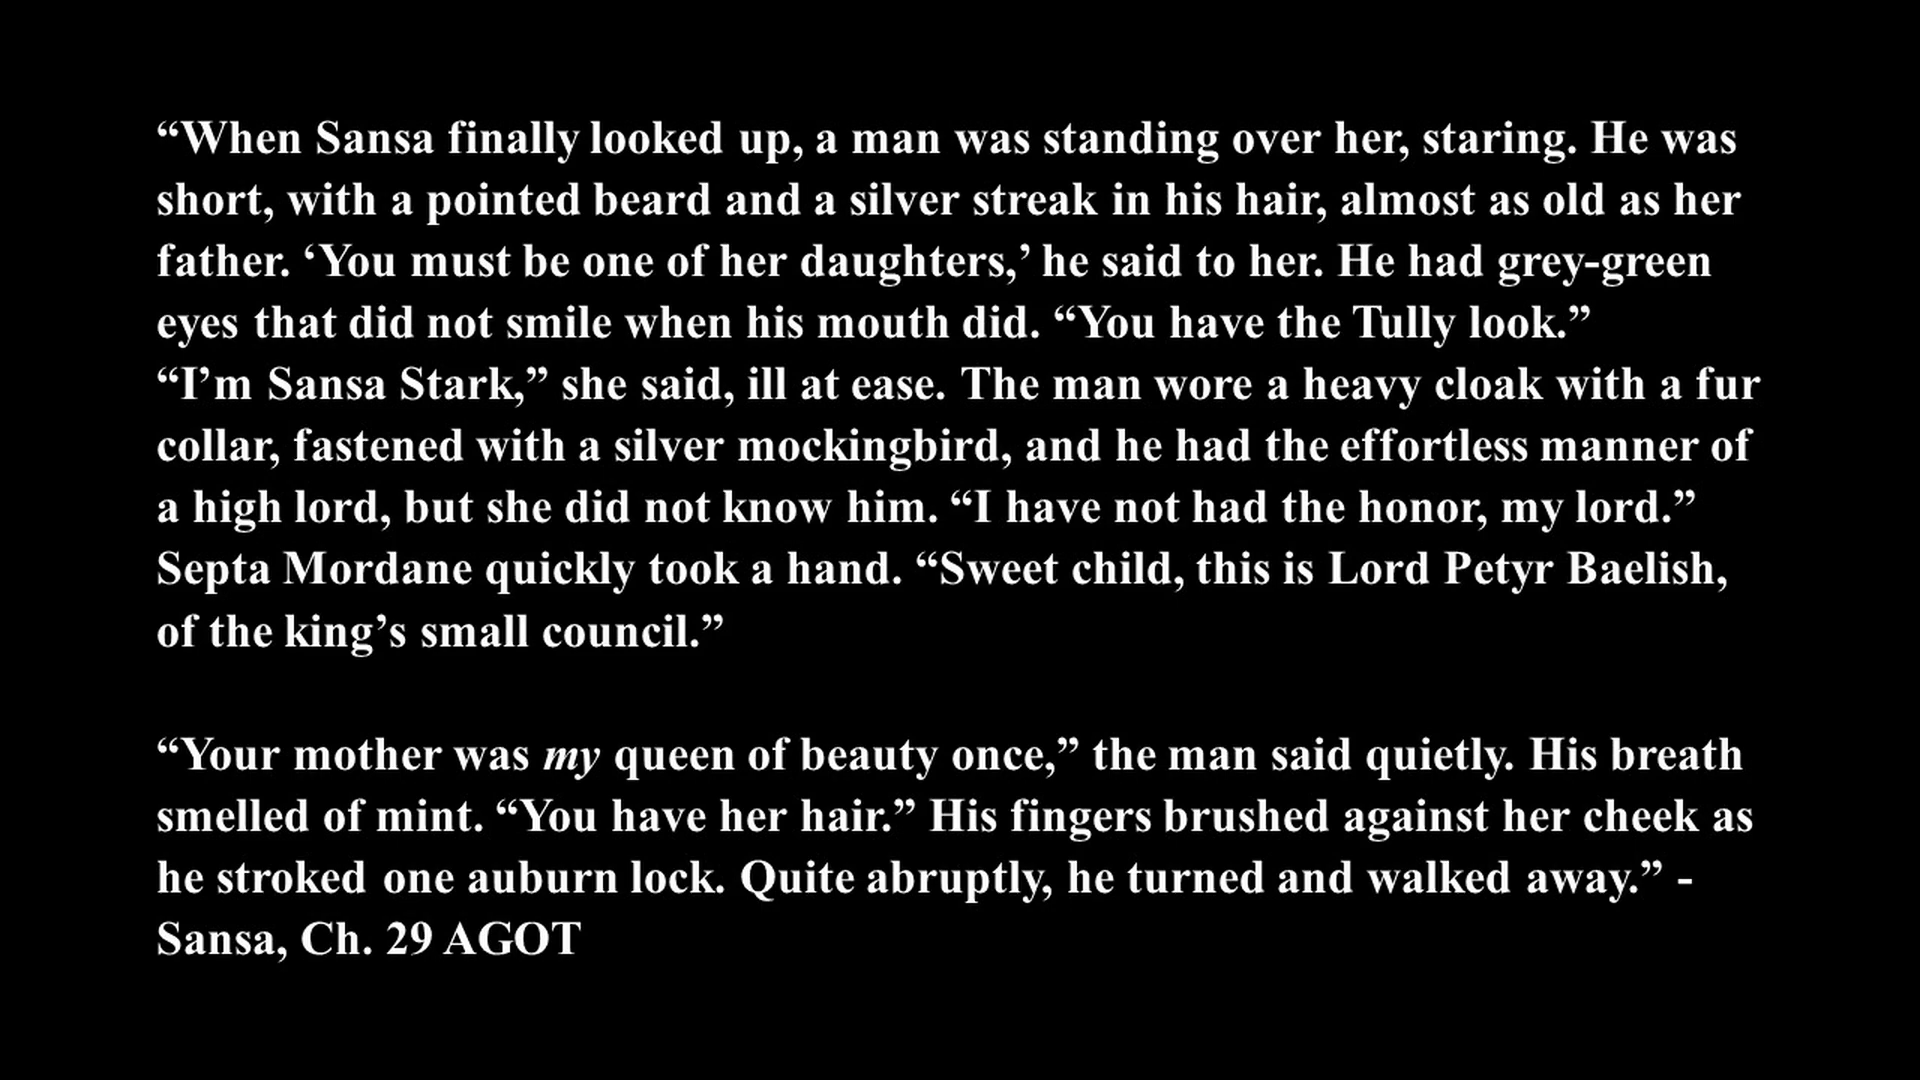 “When Sansa finally looked up, a man was standing over her, staring. He was
short, with a pointed beard and a silver streak in his hair, almost as old as her
father. ‘You must be one of her daughters,’ he said to her. He had grey-green
eyes that did not smile when his mouth did. “You have the Tully look.”
“I’m Sansa Stark,” she said, ill at ease. The man wore a heavy cloak with a fur
collar, fastened with a silver mockingbird, and he had the effortless manner of
a high lord, but she did not know him. “I have not had the honor, my lord.”
Septa Mordane quickly took a hand. “Sweet child, this is Lord Petyr Baelish,
of the king’s small council.”
“Your mother was my queen of beauty once,” the man said quietly. His breath
smelled of mint. “You have her hair.” His fingers brushed against her cheek as
he stroked one auburn lock. Quite abruptly, he turned and walked away.” -
Sansa, Ch. 29 AGOT